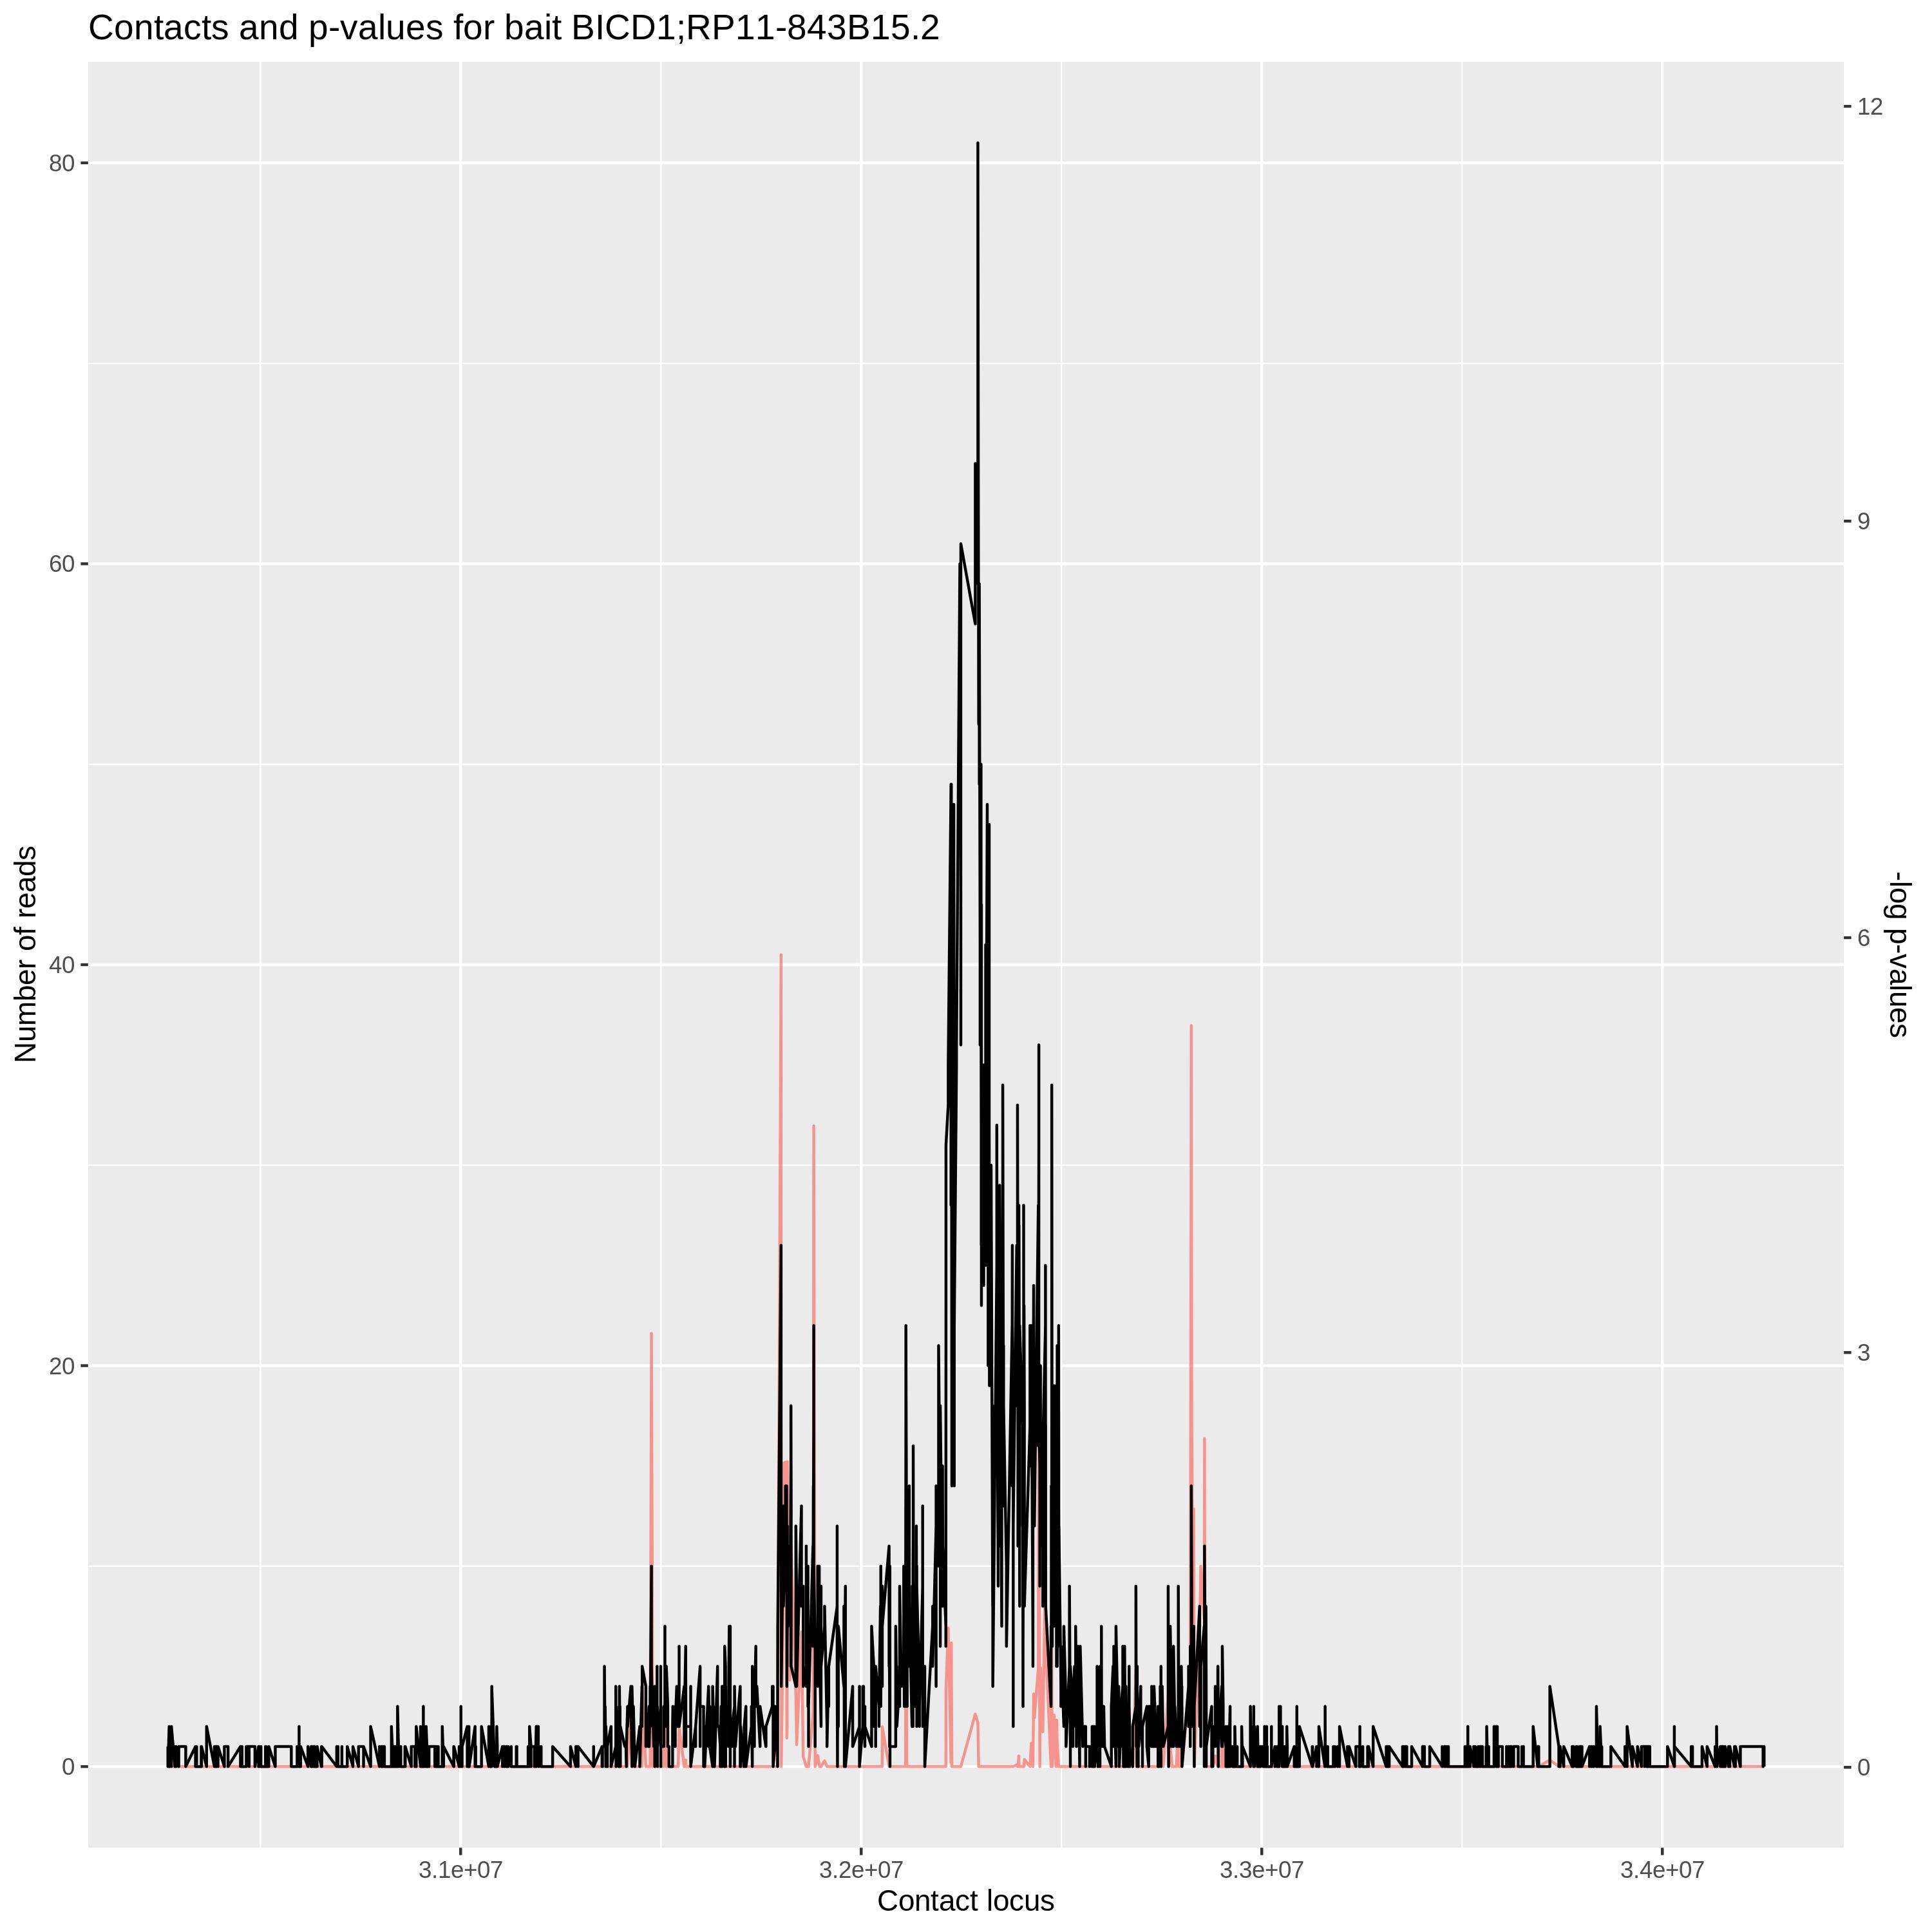 Contacts and p-values for bait BICD1;RP11-843B15.2
80
60
40
20
0
12
9
6
3
0
Number of reads
-log p-values
3.1e+07
3.2e+07
3.3e+07
3.4e+07
Contact locus